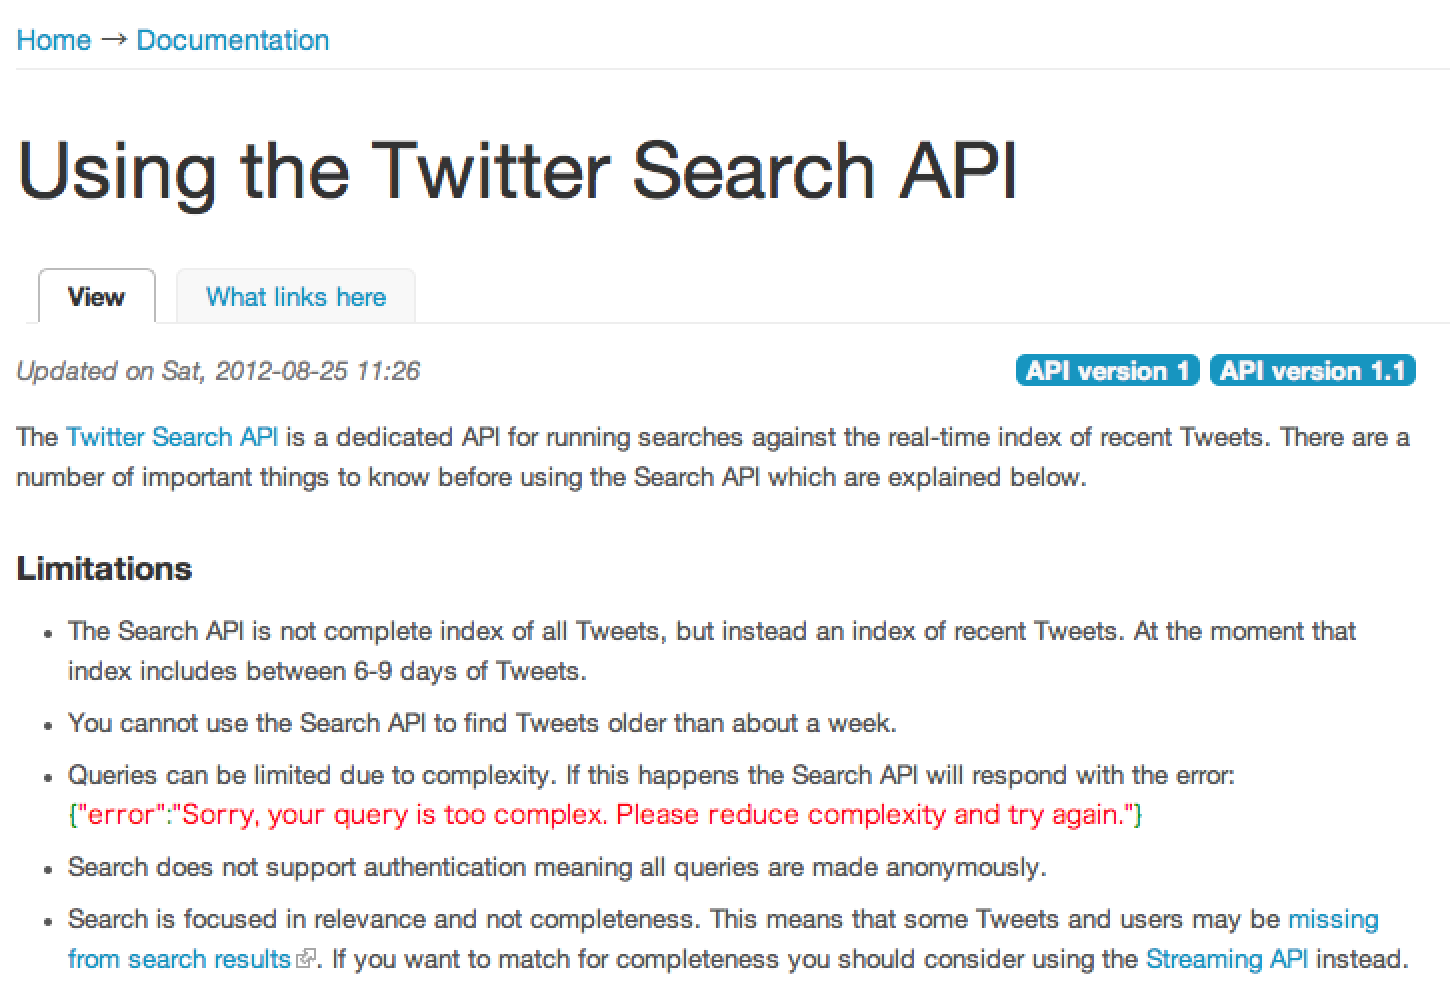 Home → Documentation
Using the Twitter Search API
View What links here
Updated on Sat, 2012-08-25 11:26 API version 1 API version 1.1
The Twitter Search API is a dedicated API for running searches against the real-time index of recent Tweets. There are a
number of important things to know before using the Search API which are explained below.
Limitations
• The Search API is not complete index of all Tweets, but instead an index of recent Tweets. At the moment that
index includes between 6-9 days of Tweets.
• You cannot use the Search API to find Tweets older than about a week.
• Queries can be limited due to complexity. If this happens the Search API will respond with the error:
{"error":"Sorry, your query is too complex. Please reduce complexity and try again."}
• Search does not support authentication meaning all queries are made anonymously.
• Search is focused in relevance and not completeness. This means that some Tweets and users may be missing
from search results. If you want to match for completeness you should consider using the Streaming API instead.